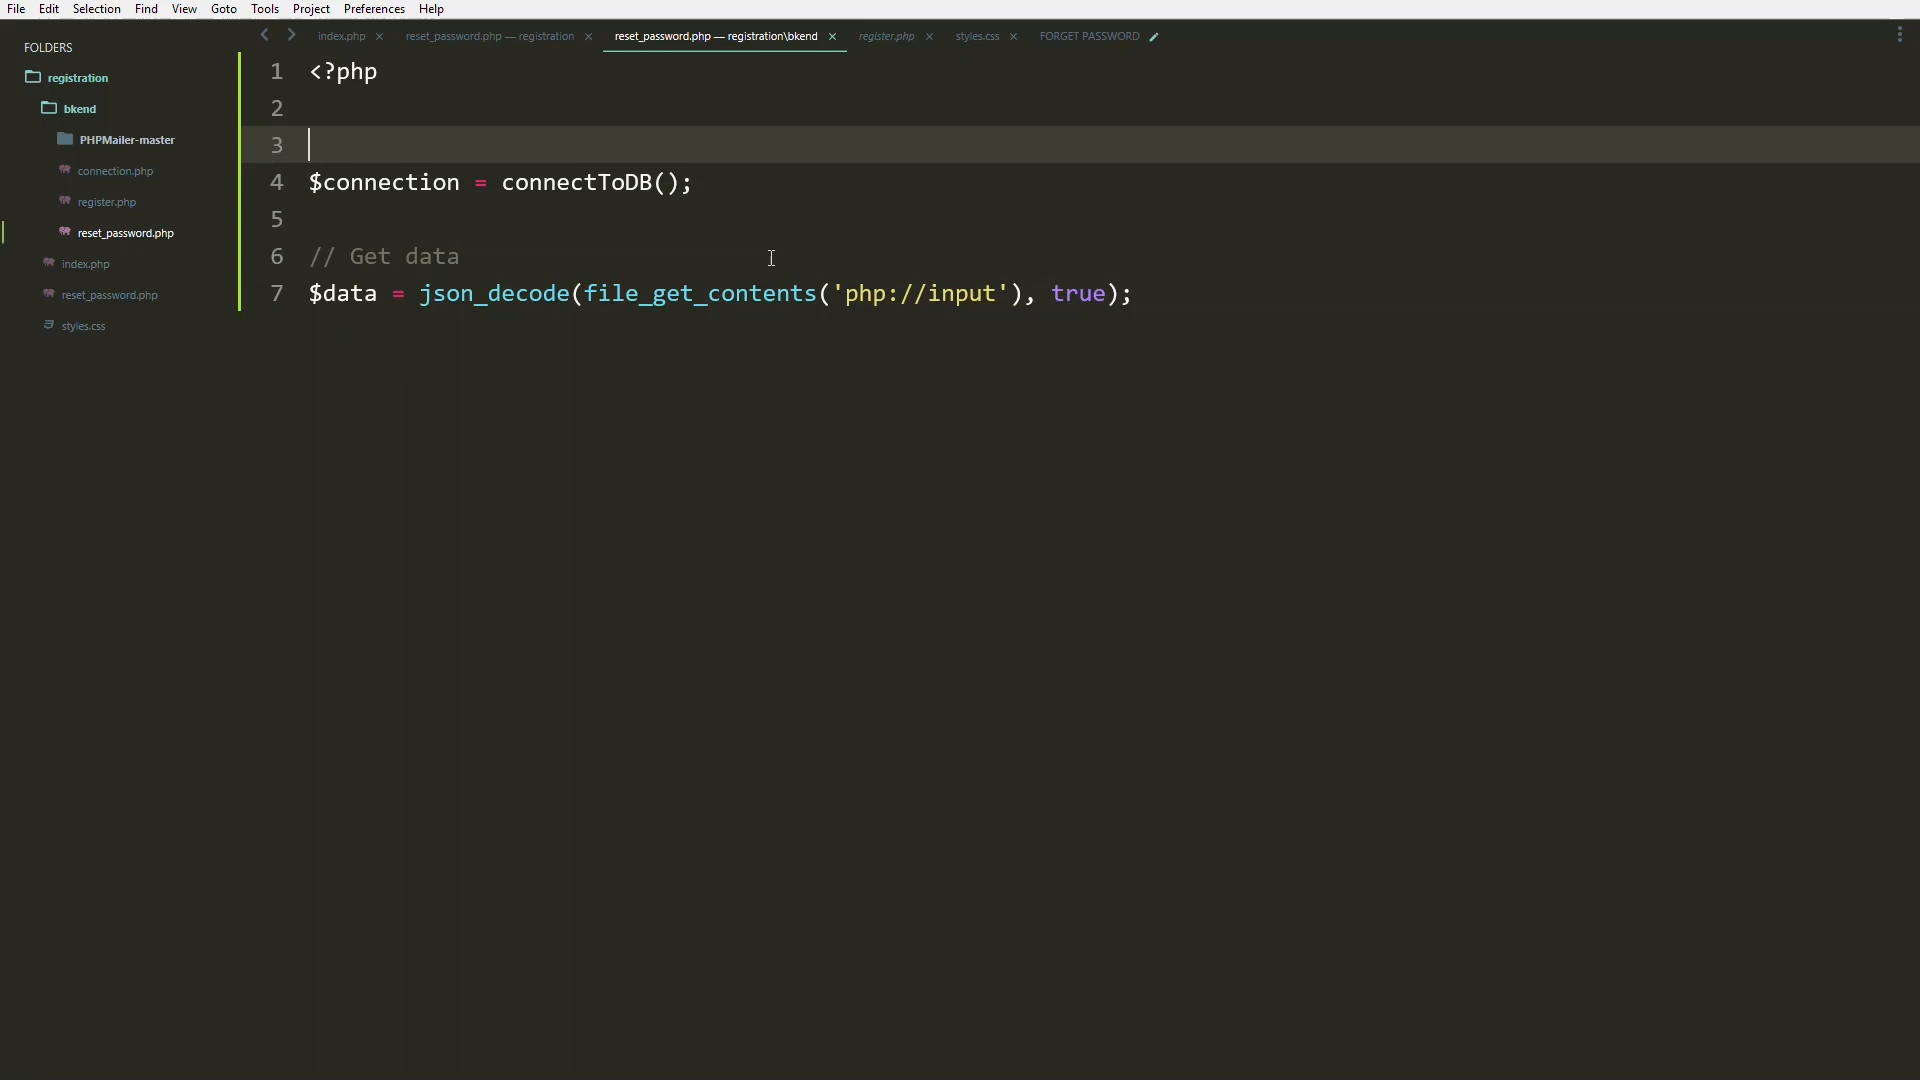 File Edit Selection Find View Goto Tools Project Preferences Help
FOLDERS
registration
bkend
PHPMailer-master
connection.php
register.php
reset_password.php
index.php
reset_password.php
styles.css
index.php × reset_password.php — registration × reset_password.php — registration\bkend × register.php × styles.css × FORGET PASSWORD
1 <?php
2
3
4 $connection = connectToDB();
5
6 // Get data
7 $data = json_decode(file_get_contents('php://input'), true);